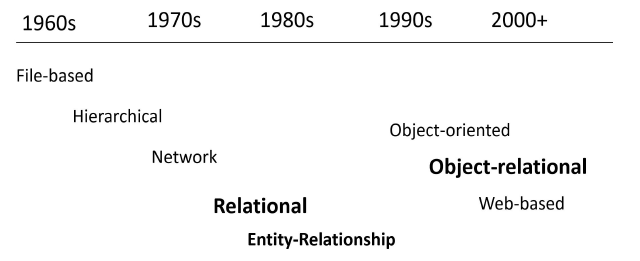 1960s 1970s 1980s 1990s 2000+
File-based
Hierarchical
Object-oriented
Network
Object-relational
Relational
Web-based
Entity-Relationship